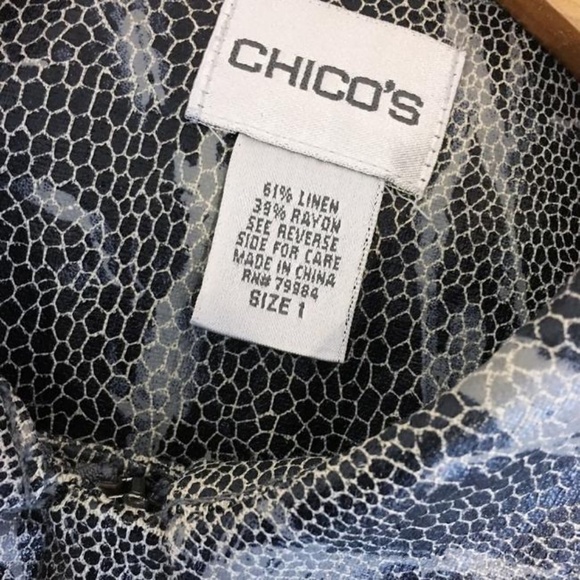 CHICO'S
61% LINEN
39% RAYON
SEE REVERSE
SIDE FOR CARE
MADE IN CHINA
RN# 79984
SIZE 1